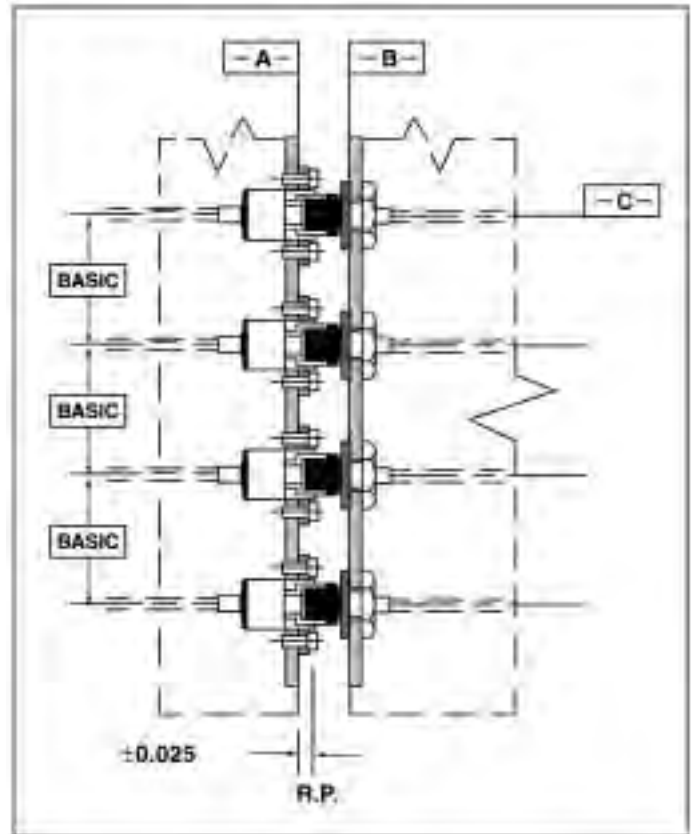 – A –
– B –
– C –
BASIC
BASIC
BASIC
±0.025
R.P.